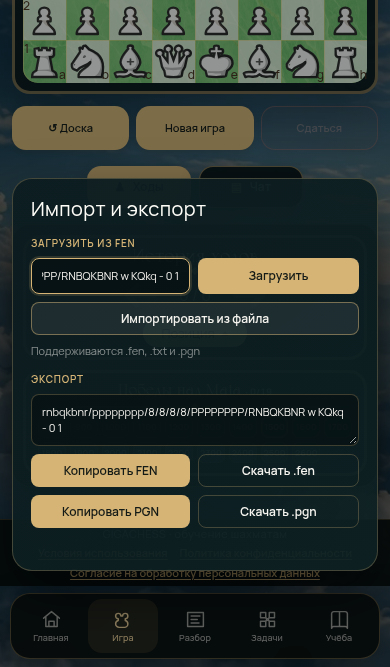 2
1 a b c d e f g h
↺ Доска Новая игра Сдаться
Импорт и экспорт
ЗАГРУЗИТЬ ИЗ FEN
PP/RNBQKBNR w KQkq - 0 1 Загрузить
Импортировать из файла
Поддерживаются .fen, .txt и .pgn
ЭКСПОРТ
rnbqkbnr/pppppppp/8/8/8/8/PPPPPPPP/RNBQKBNR w KQkq
- 0 1
Копировать FEN Скачать .fen
Копировать PGN Скачать .pgn
Согласие на обработку персональных данных
Главная Игра Разбор Задачи Учёба